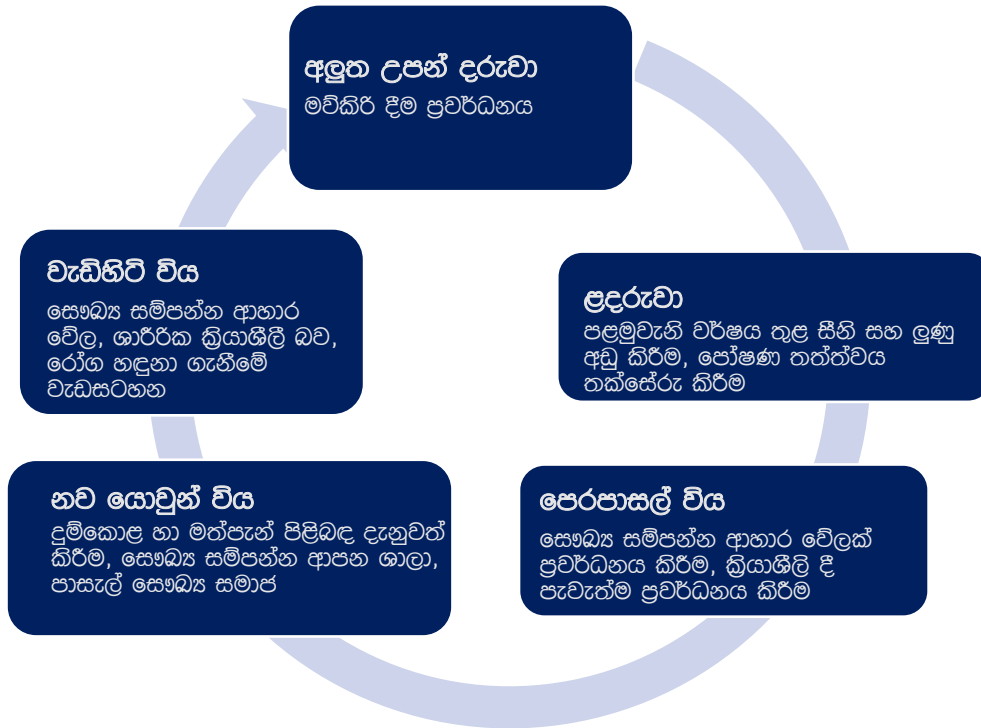 අලුත උපන් දරුවා
මව්කිරි දීම ප්‍රවර්ධනය
ළදරුවා
පළමුවැනි වර්ෂය තුළ සීනි සහ ලුණු
අඩු කිරීම, පෝෂණ තත්ත්වය
තක්සේරු කිරීම
පෙරපාසල් විය
සෞඛ්‍ය සම්පන්න ආහාර වේලක්
ප්‍රවර්ධනය කිරීම, ක්‍රියාශීලි දී
පැවැත්ම ප්‍රවර්ධනය කිරීම
නව යොවුන් විය
දුම්කොළ හා මත්පැන් පිළිබඳ දැනුවත්
කිරීම, සෞඛ්‍ය සම්පන්න ආපන ශාලා,
පාසැල් සෞඛ්‍ය සමාජ
වැඩිහිටි විය
සෞඛ්‍ය සම්පන්න ආහාර
වේල, ශාරීරික ක්‍රියාශීලී බව,
රෝග හඳුනා ගැනීමේ
වැඩසටහන